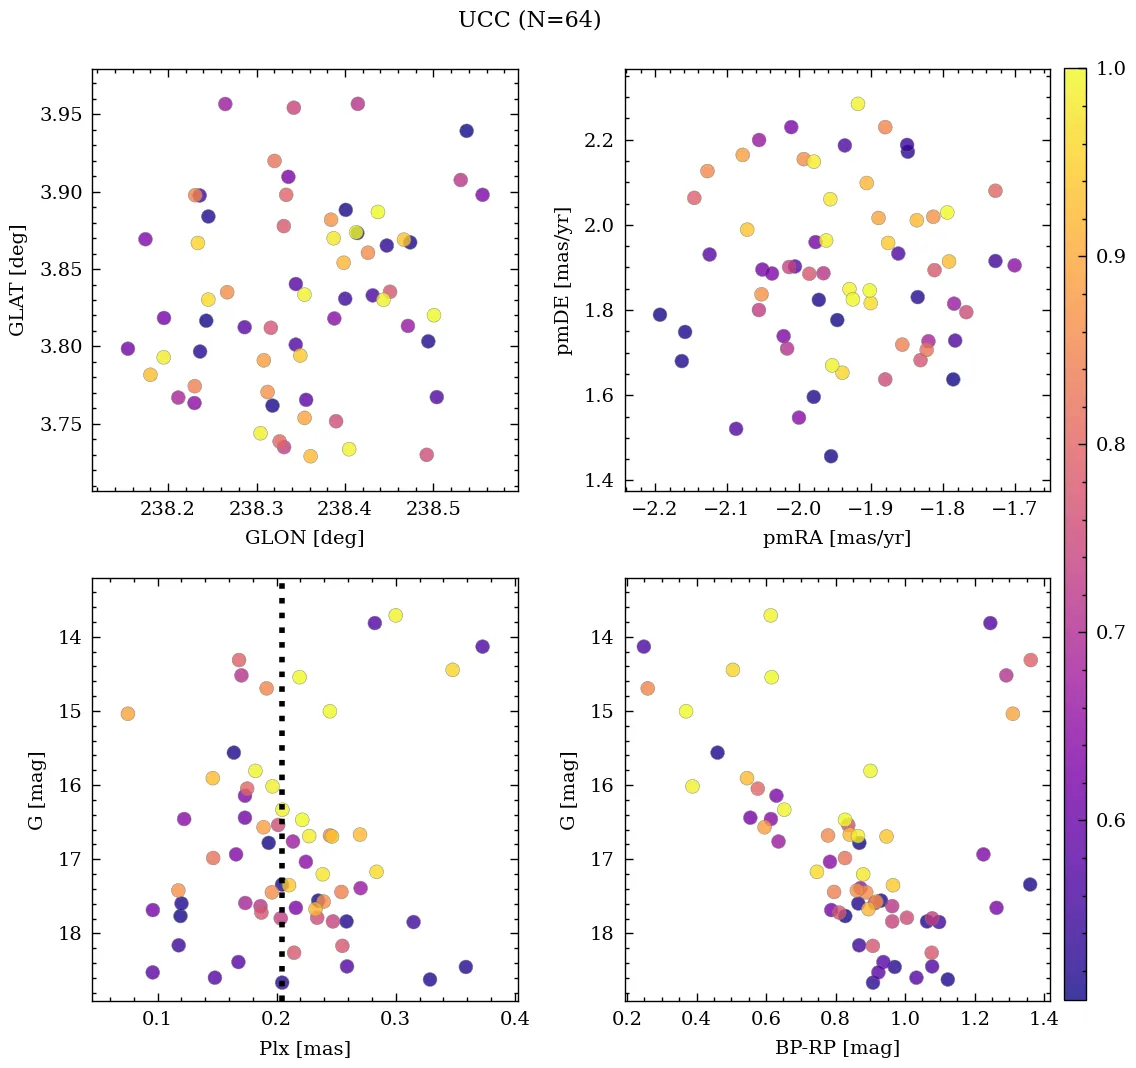 UCC (N=64)
3.95
3.90
3.85
3.80
3.75
GLAT [deg]
238.2 238.3 238.4 238.5
GLON [deg]
2.2
2.0
1.8
1.6
1.4
pmDE [mas/yr]
−2.2 −2.1 −2.0 −1.9 −1.8 −1.7
pmRA [mas/yr]
1.0
0.9
0.8
0.7
0.6
14
15
16
17
18
G [mag]
0.1 0.2 0.3 0.4
Plx [mas]
14
15
16
17
18
G [mag]
0.2 0.4 0.6 0.8 1.0 1.2 1.4
BP-RP [mag]